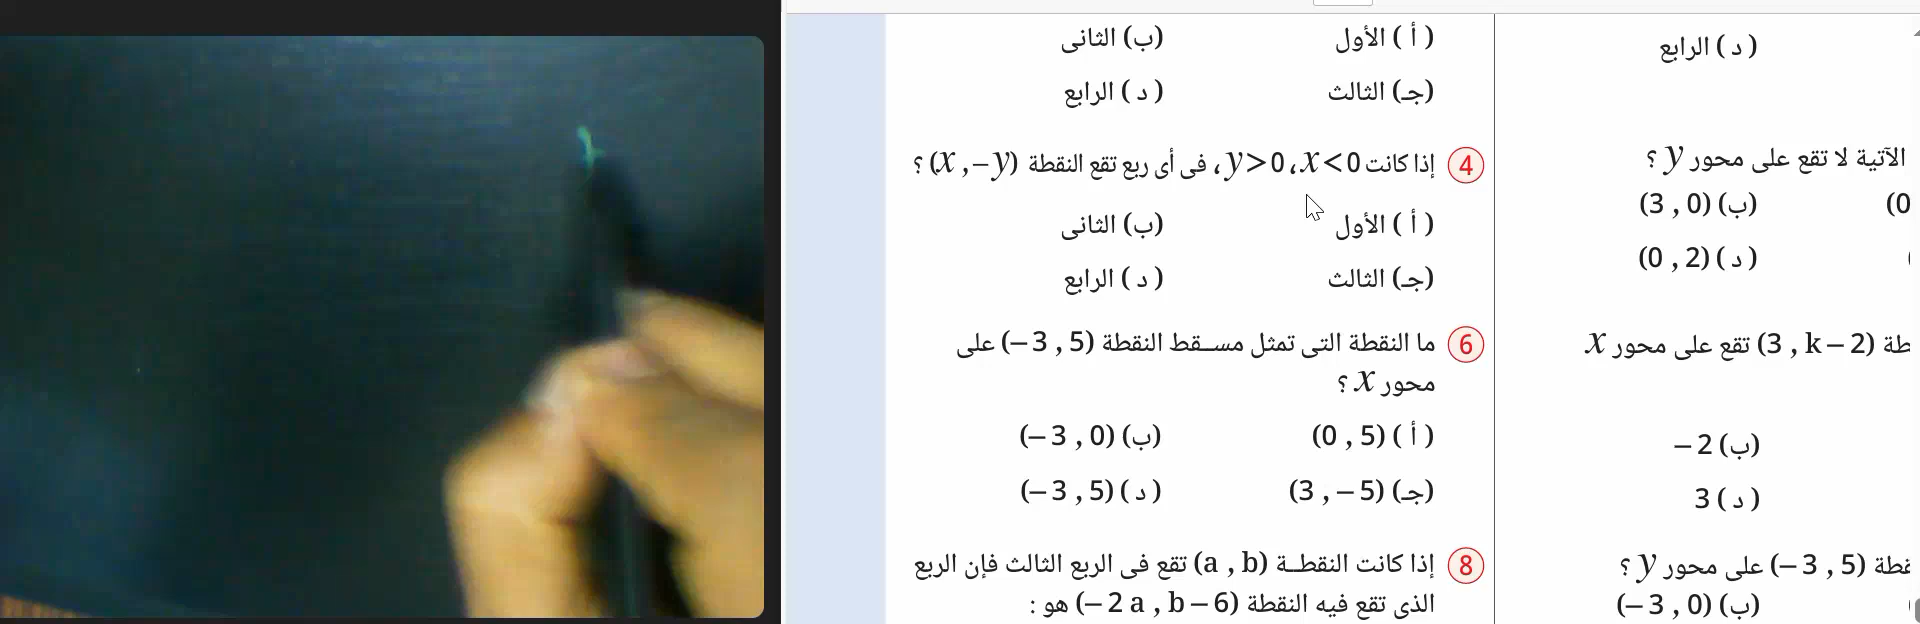 ( د ) الرابع
الآتية لا تقع على محور y ؟
(ب) (3 , 0)
( د ) (0 , 2)
(3 , k – 2) تقع على محور x
(ب) 2 –
( د ) 3
(– 3 , 5) على محور y ؟
(ب) (– 3 , 0)
( أ ) الأول (ب) الثانى
(جـ) الثالث ( د ) الرابع
4 إذا كانت x < 0 ، y > 0 ، فى أى ربع تقع النقطة (x , – y) ؟
( أ ) الأول (ب) الثانى
(جـ) الثالث ( د ) الرابع
6 ما النقطة التى تمثل مسـقط النقطة (– 3 , 5) على
محور x ؟
( أ ) (0 , 5) (ب) (– 3 , 0)
(جـ) (3 , – 5) ( د ) (– 3 , 5)
8 إذا كانت النقطـة (a , b) تقع فى الربع الثالث فإن الربع
الذى تقع فيه النقطة (– 2 a , b – 6) هو :